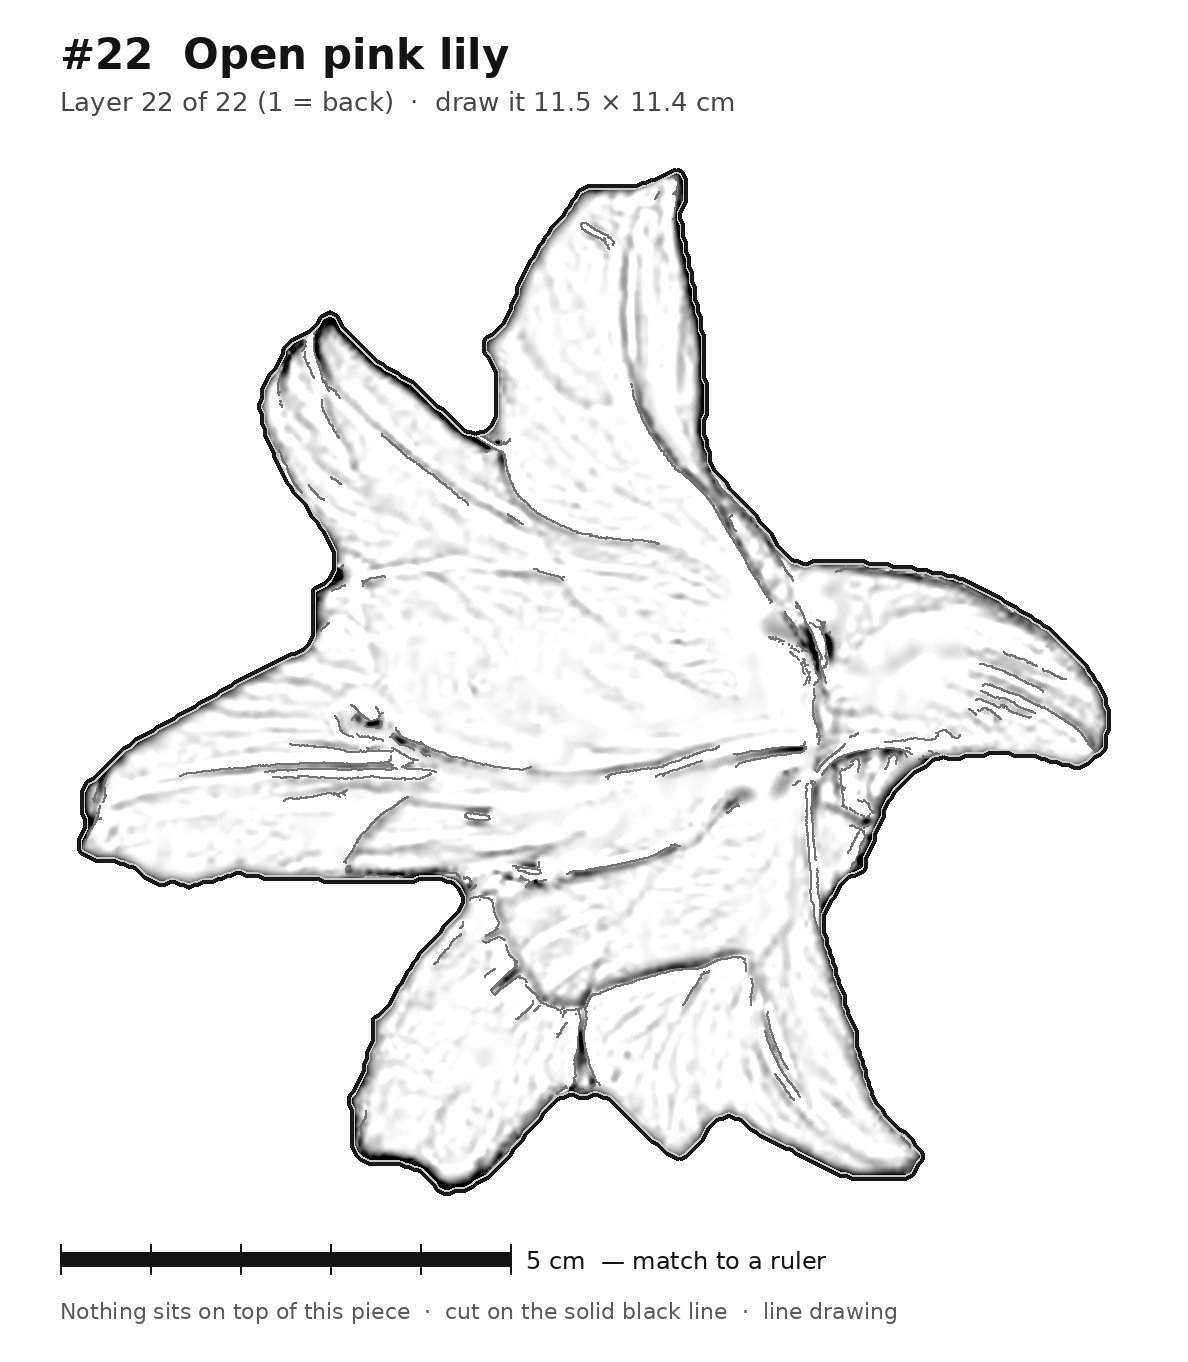 #22 Open pink lily
Layer 22 of 22 (1 = back) · draw it 11.5 × 11.4 cm
5 cm — match to a ruler
Nothing sits on top of this piece · cut on the solid black line · line drawing